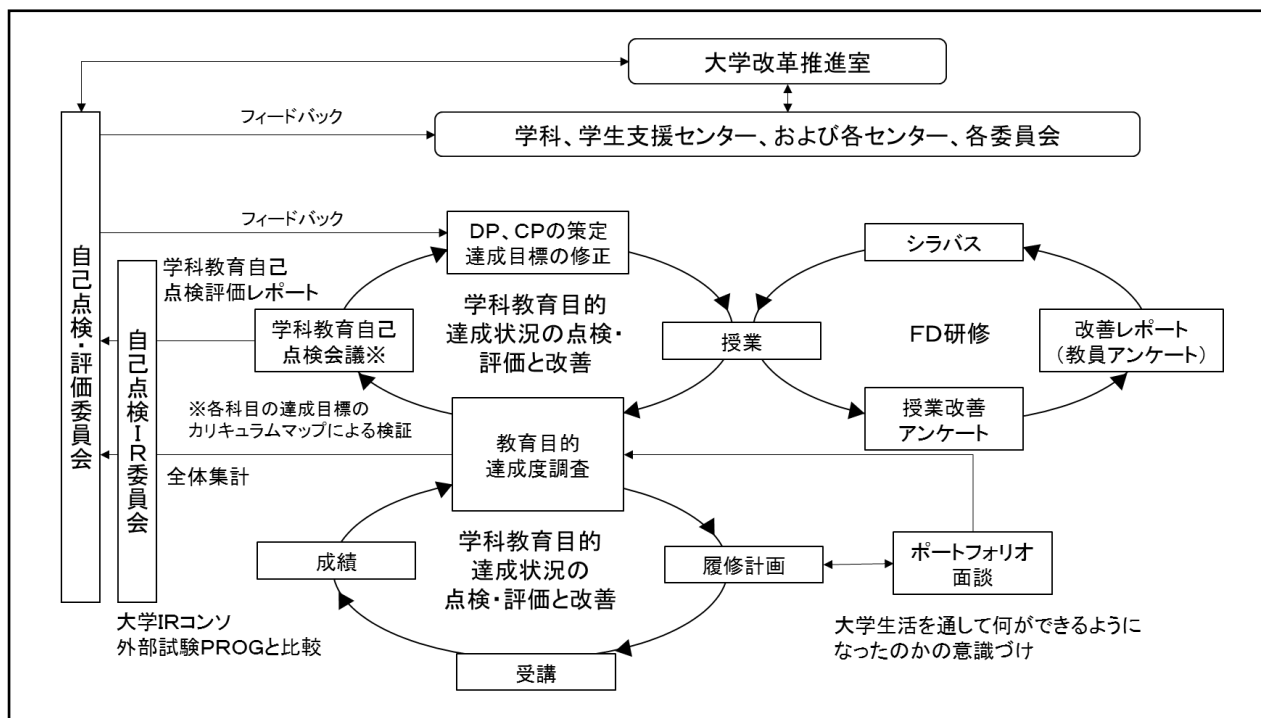 大学改革推進室
フィードバック
学科、学生支援センター、および各センター、各委員会
フィードバック
DP、CPの策定
達成目標の修正
シラバス
自己点検・評価委員会
自己点検IR委員会
学科教育自己
点検評価レポート
学科教育目的
達成状況の点検・
評価と改善
学科教育自己
点検会議※
授業
FD研修
改善レポート
（教員アンケート）
※各科目の達成目標の
カリキュラムマップによる検証
教育目的
達成度調査
授業改善
アンケート
全体集計
成績
学科教育目的
達成状況の
点検・評価と改善
履修計画
ポートフォリオ
面談
大学IRコンソ
外部試験PROGと比較
受講
大学生活を通して何ができるように
なったのかの意識づけ